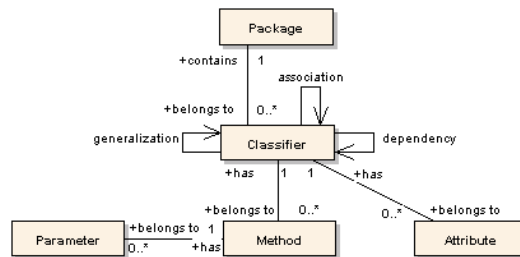 Package
+contains 1
association
+belongs to 0..*
generalization
Classifier
dependency
+has 1 1 +has
+belongs to 0..* 0..* +belongs to
Parameter
+belongs to 1
0..* +has
Method
Attribute